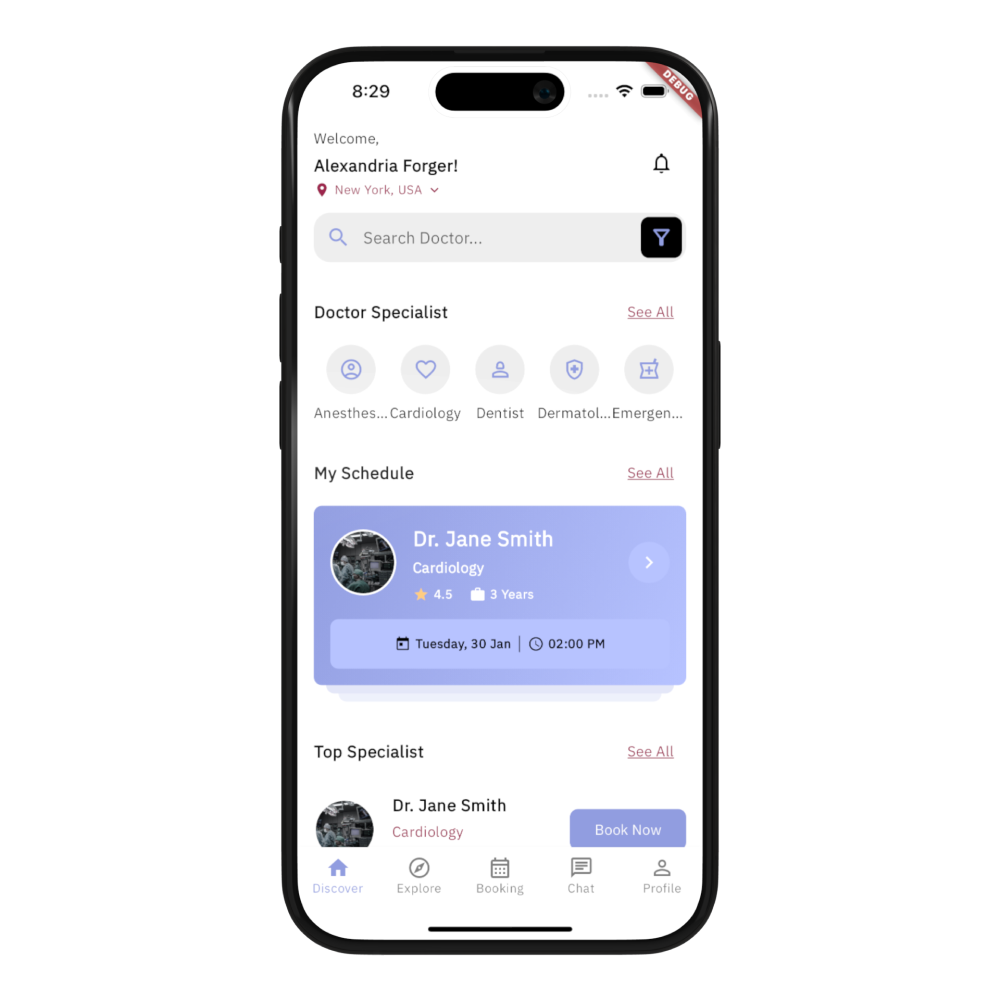 8:29
DEBUG
Welcome,
Alexandria Forger!
New York, USA
Search Doctor...
Doctor Specialist See All
Anesthes... Cardiology Dentist Dermatol... Emergen...
My Schedule See All
Dr. Jane Smith
Cardiology
4.5 3 Years
Tuesday, 30 Jan | 02:00 PM
Top Specialist See All
Dr. Jane Smith
Cardiology
Book Now
Discover Explore Booking Chat Profile